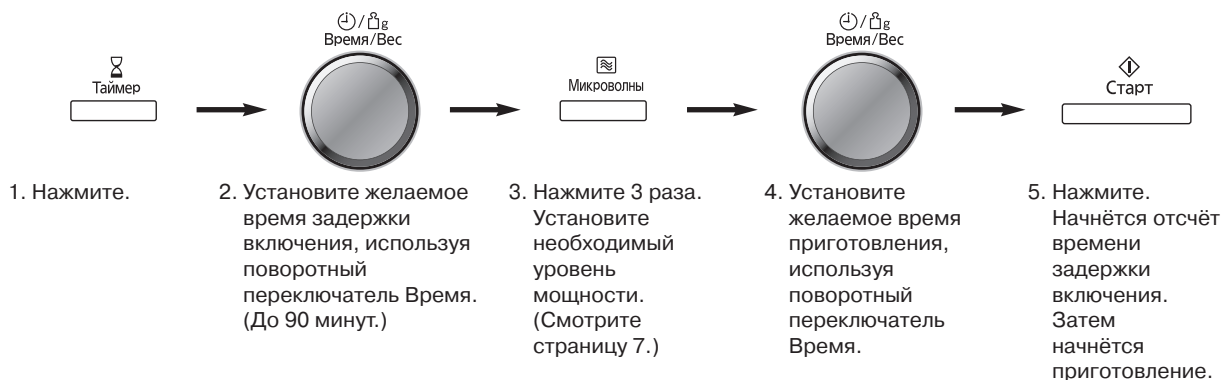 / g
Время/Вес
Таймер
1. Нажмите.
2. Установите желаемое
время задержки
включения, используя
поворотный
переключатель Время.
(До 90 минут.)
Микроволны
3. Нажмите 3 раза.
Установите
необходимый
уровень
мощности.
(Смотрите
страницу 7.)
/ g
Время/Вес
4. Установите
желаемое время
приготовления,
используя
поворотный
переключатель
Время.
Старт
5. Нажмите.
Начнётся отсчёт
времени
задержки
включения.
Затем
начнётся
приготовление.